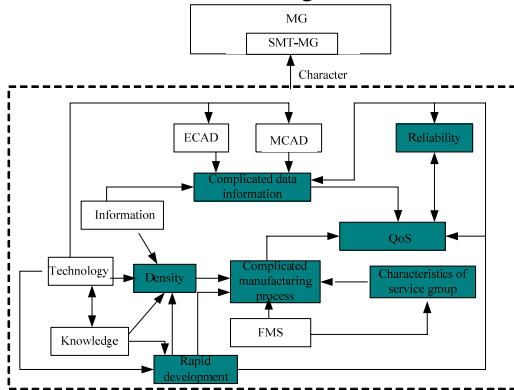 MG
SMT-MG
Character
ECAD
MCAD
Reliability
Complicated data
information
Information
QoS
Technology
Density
Complicated
manufacturing
process
Characteristics of
service group
Knowledge
FMS
Rapid
development